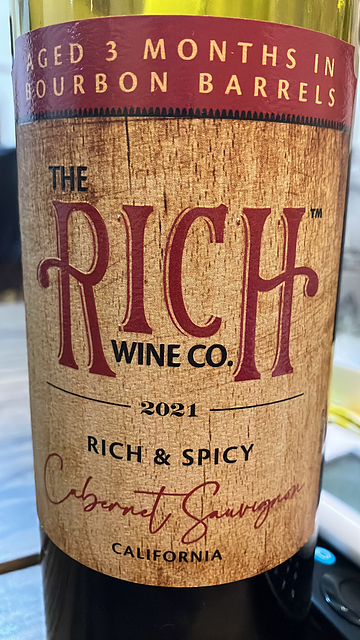 AGED 3 MONTHS IN
BOURBON BARRELS
THE
RICH™
WINE CO.
2021
RICH & SPICY
Cabernet Sauvignon
CALIFORNIA